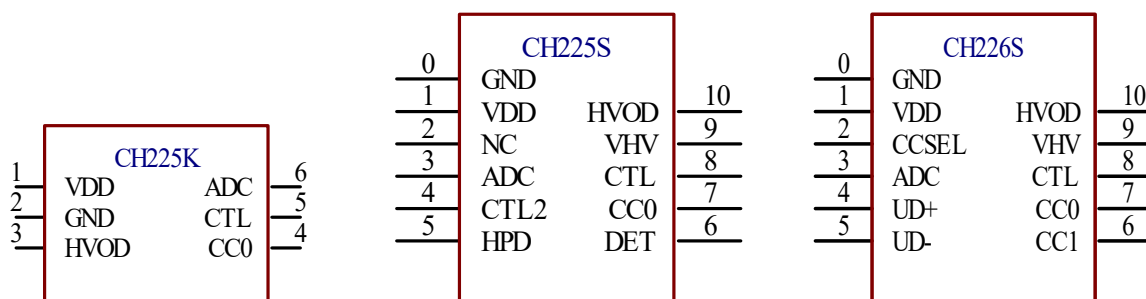 CH225K
1 VDD ADC 6
2 GND CTL 5
3 HVOD CC0 4
CH225S
0 GND
1 VDD HVOD 10
2 NC VHV 9
3 ADC CTL 8
4 CTL2 CC0 7
5 HPD DET 6
CH226S
0 GND
1 VDD HVOD 10
2 CCSEL VHV 9
3 ADC CTL 8
4 UD+ CC0 7
5 UD- CC1 6